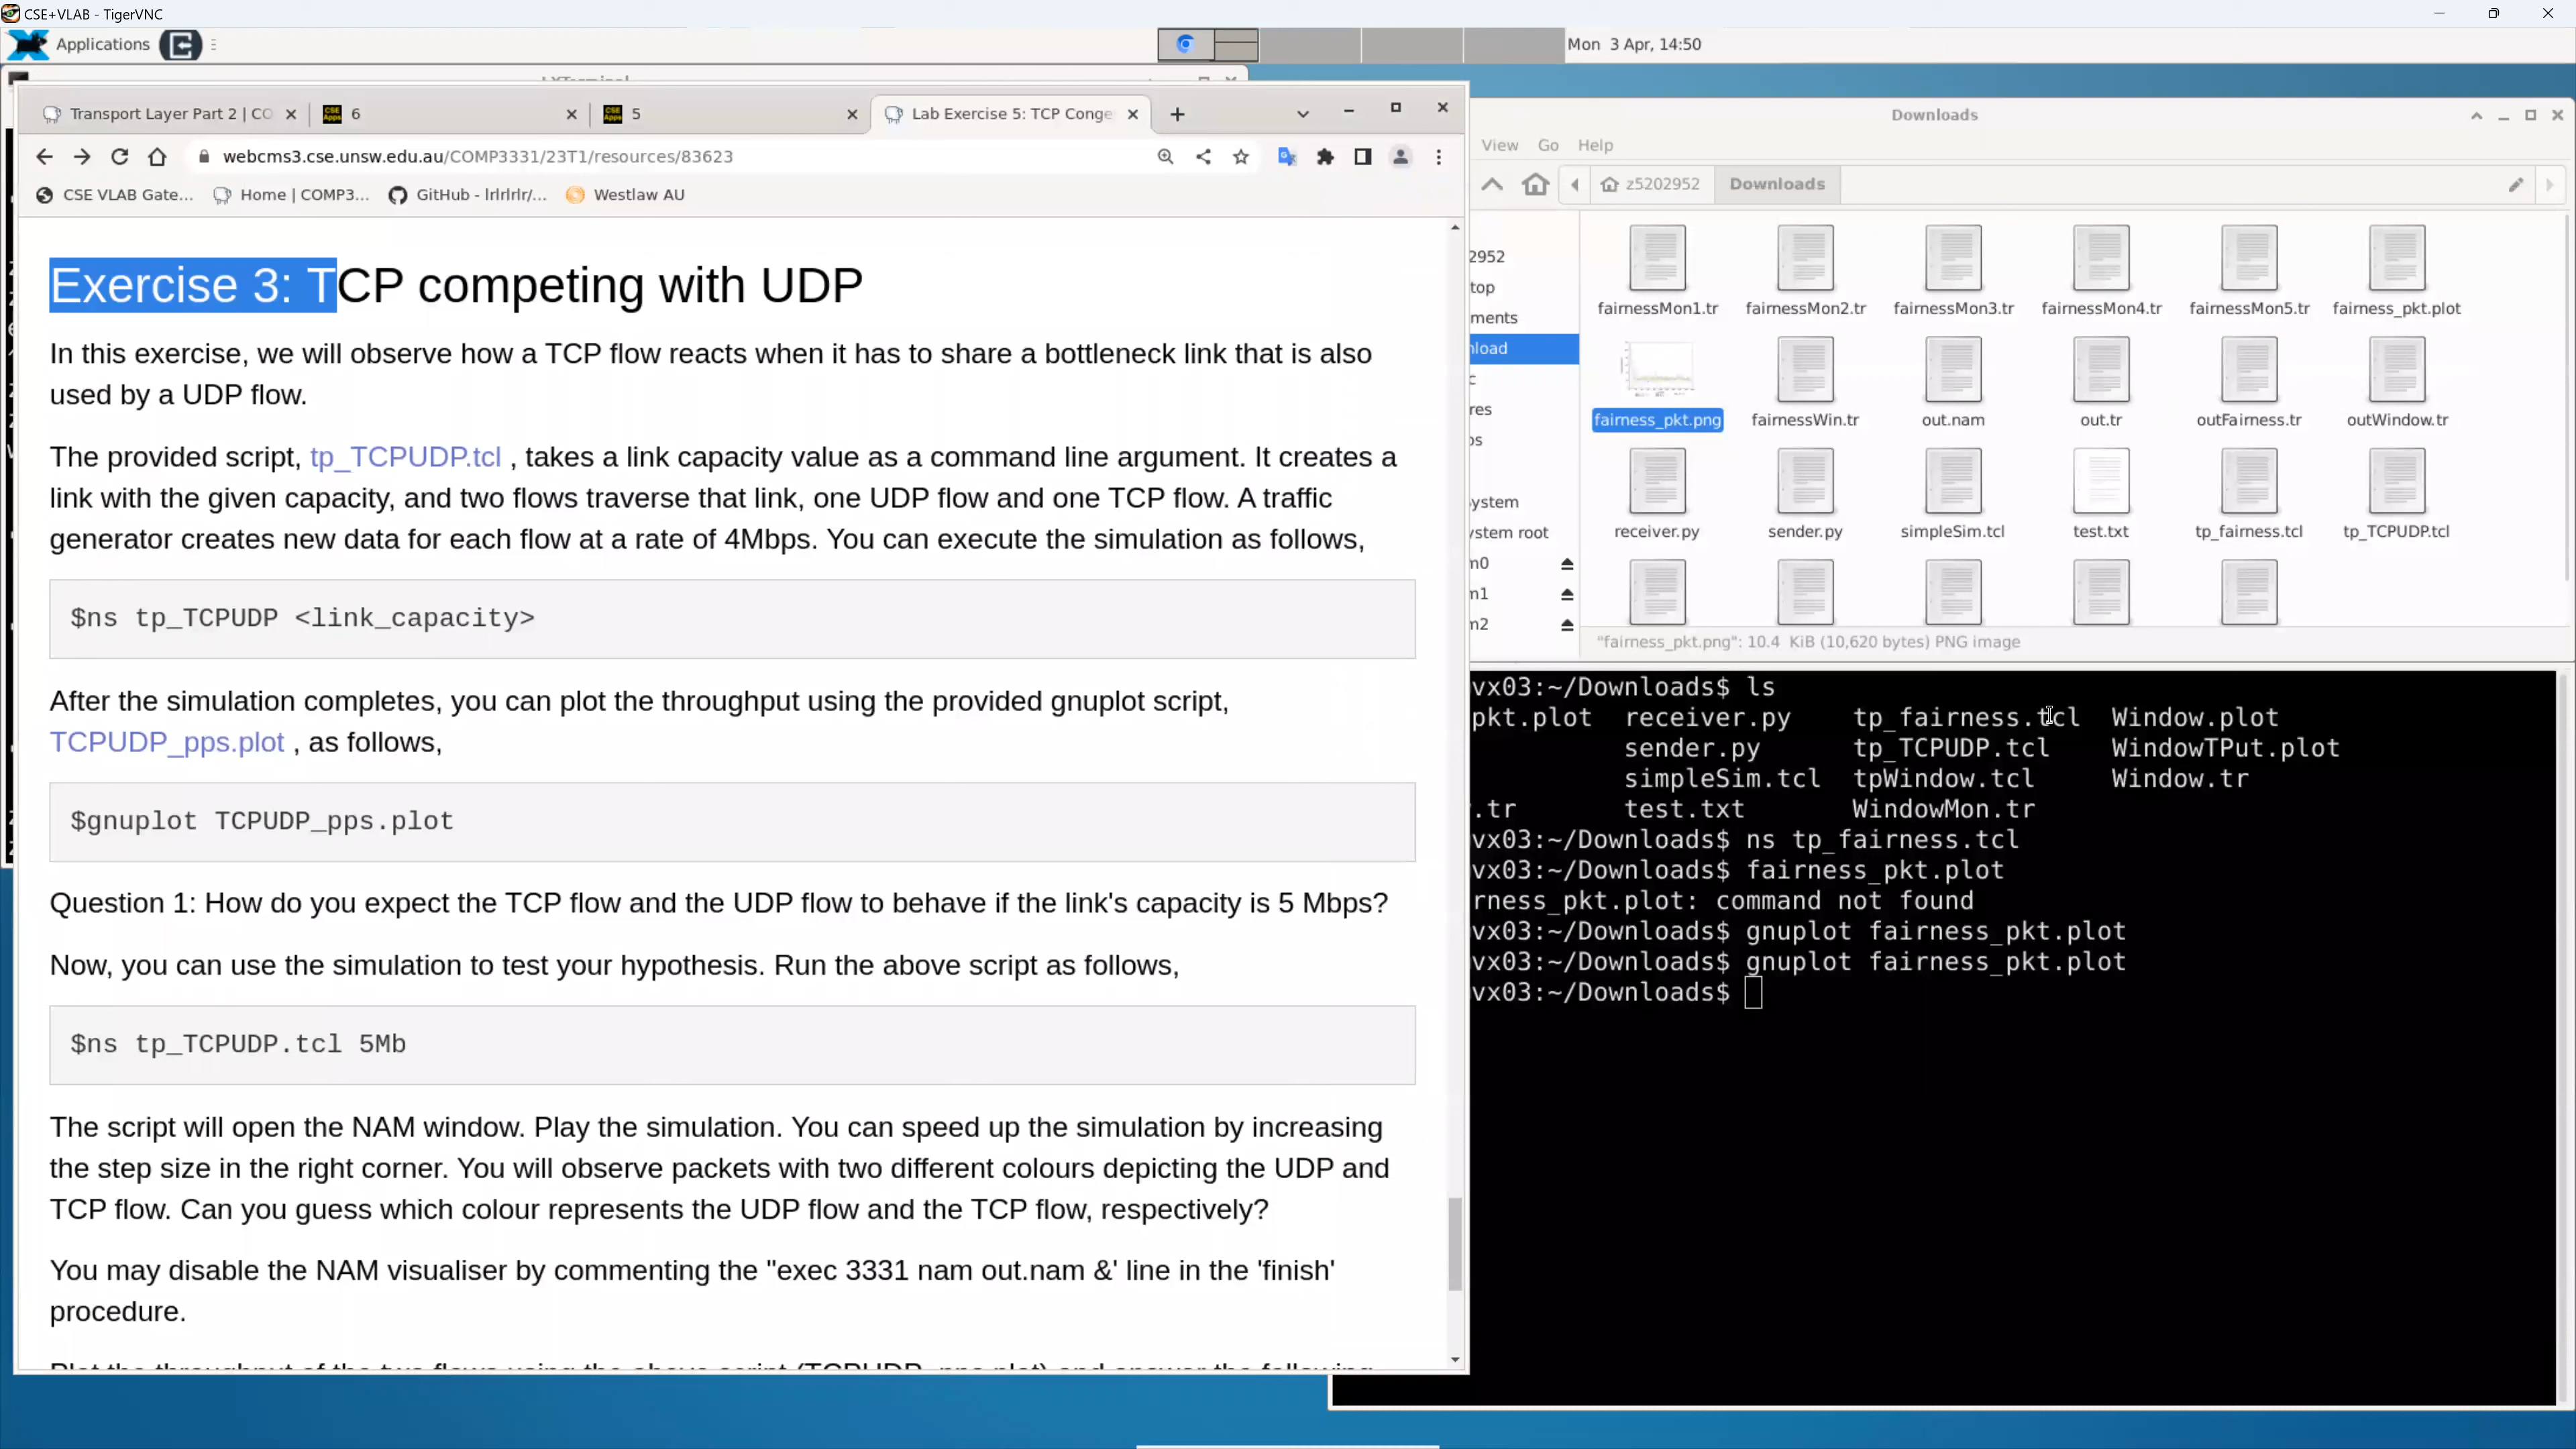 CSE+VLAB - TigerVNC
Applications
Mon 3 Apr, 14:50
Transport Layer Part 2 | CO
6
5
Lab Exercise 5: TCP Conge
webcms3.cse.unsw.edu.au/COMP3331/23T1/resources/83623
CSE VLAB Gate...
Home | COMP3...
GitHub - lrlrlrlr/...
Westlaw AU
Exercise 3: TCP competing with UDP
In this exercise, we will observe how a TCP flow reacts when it has to share a bottleneck link that is also
used by a UDP flow.
The provided script, tp_TCPUDP.tcl , takes a link capacity value as a command line argument. It creates a
link with the given capacity, and two flows traverse that link, one UDP flow and one TCP flow. A traffic
generator creates new data for each flow at a rate of 4Mbps. You can execute the simulation as follows,
$ns tp_TCPUDP <link_capacity>
After the simulation completes, you can plot the throughput using the provided gnuplot script,
TCPUDP_pps.plot , as follows,
$gnuplot TCPUDP_pps.plot
Question 1: How do you expect the TCP flow and the UDP flow to behave if the link's capacity is 5 Mbps?
Now, you can use the simulation to test your hypothesis. Run the above script as follows,
$ns tp_TCPUDP.tcl 5Mb
The script will open the NAM window. Play the simulation. You can speed up the simulation by increasing
the step size in the right corner. You will observe packets with two different colours depicting the UDP and
TCP flow. Can you guess which colour represents the UDP flow and the TCP flow, respectively?
You may disable the NAM visualiser by commenting the "exec 3331 nam out.nam &' line in the 'finish'
procedure.
Downloads
View Go Help
z5202952
Downloads
2952
top
ments
nload
c
res
os
ystem
ystem root
m0
m1
m2
fairnessMon1.tr fairnessMon2.tr fairnessMon3.tr fairnessMon4.tr fairnessMon5.tr fairness_pkt.plot
fairness_pkt.png fairnessWin.tr out.nam out.tr outFairness.tr outWindow.tr
receiver.py sender.py simpleSim.tcl test.txt tp_fairness.tcl tp_TCPUDP.tcl
"fairness_pkt.png": 10.4 KiB (10,620 bytes) PNG image
vx03:~/Downloads$ ls
pkt.plot receiver.py tp_fairness.tcl Window.plot
sender.py tp_TCPUDP.tcl WindowTPut.plot
simpleSim.tcl tpWindow.tcl Window.tr
.tr test.txt WindowMon.tr
vx03:~/Downloads$ ns tp_fairness.tcl
vx03:~/Downloads$ fairness_pkt.plot
rness_pkt.plot: command not found
vx03:~/Downloads$ gnuplot fairness_pkt.plot
vx03:~/Downloads$ gnuplot fairness_pkt.plot
vx03:~/Downloads$